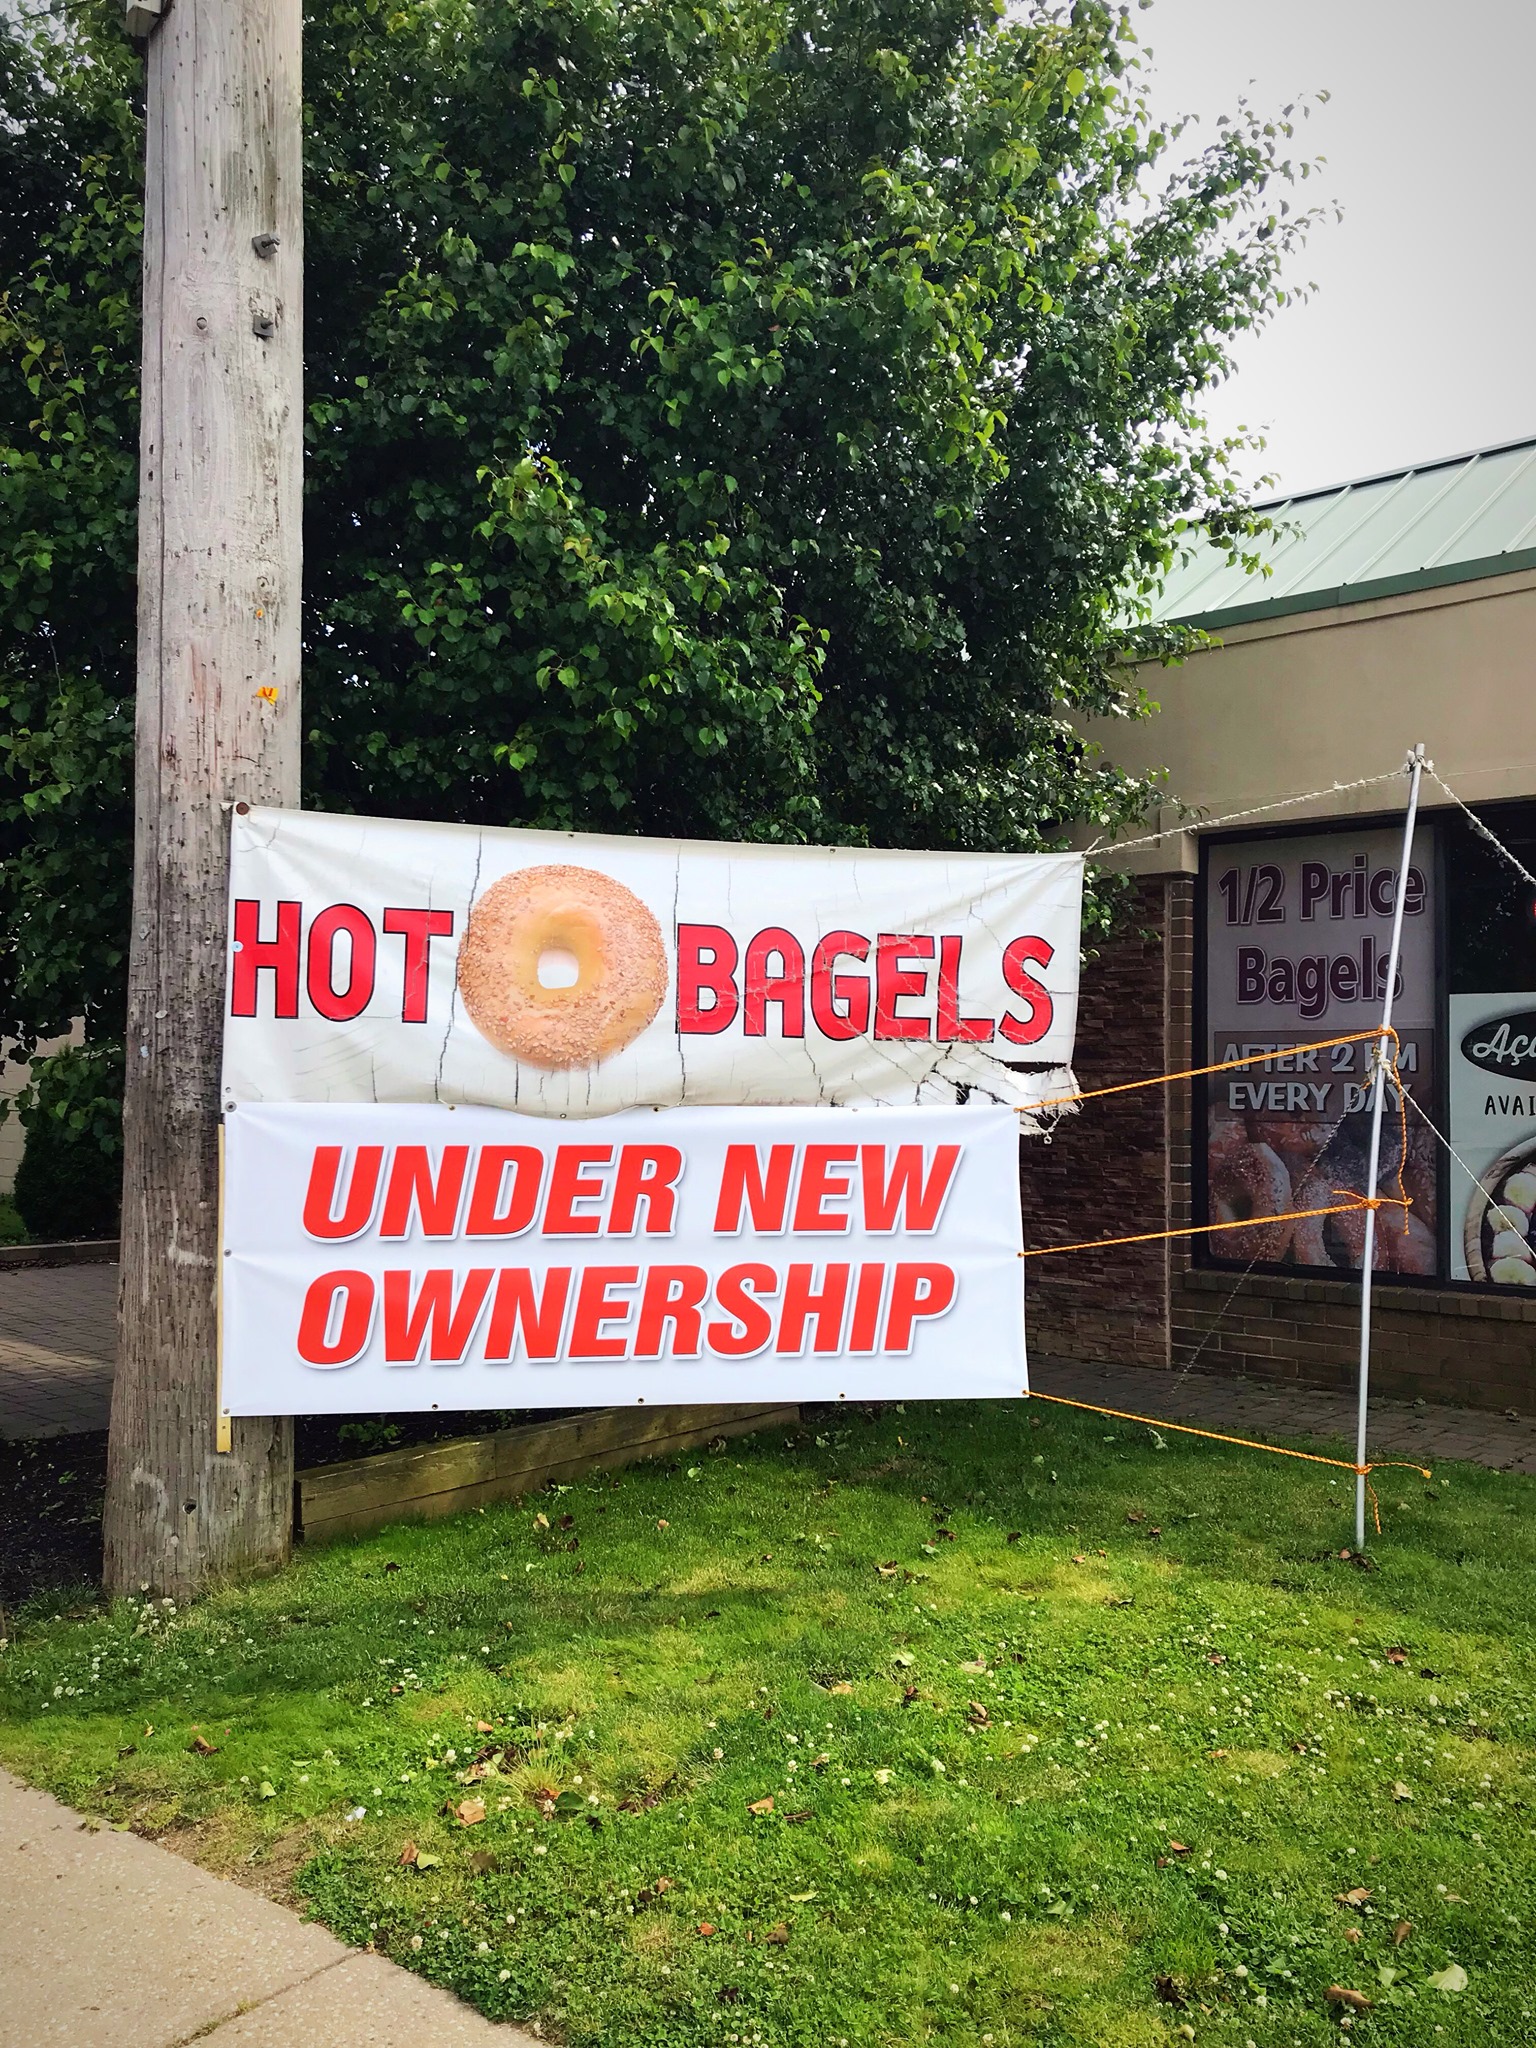 HOT BAGELS
UNDER NEW
OWNERSHIP
1/2 Price
Bagels
AFTER 2 PM
EVERY DAY